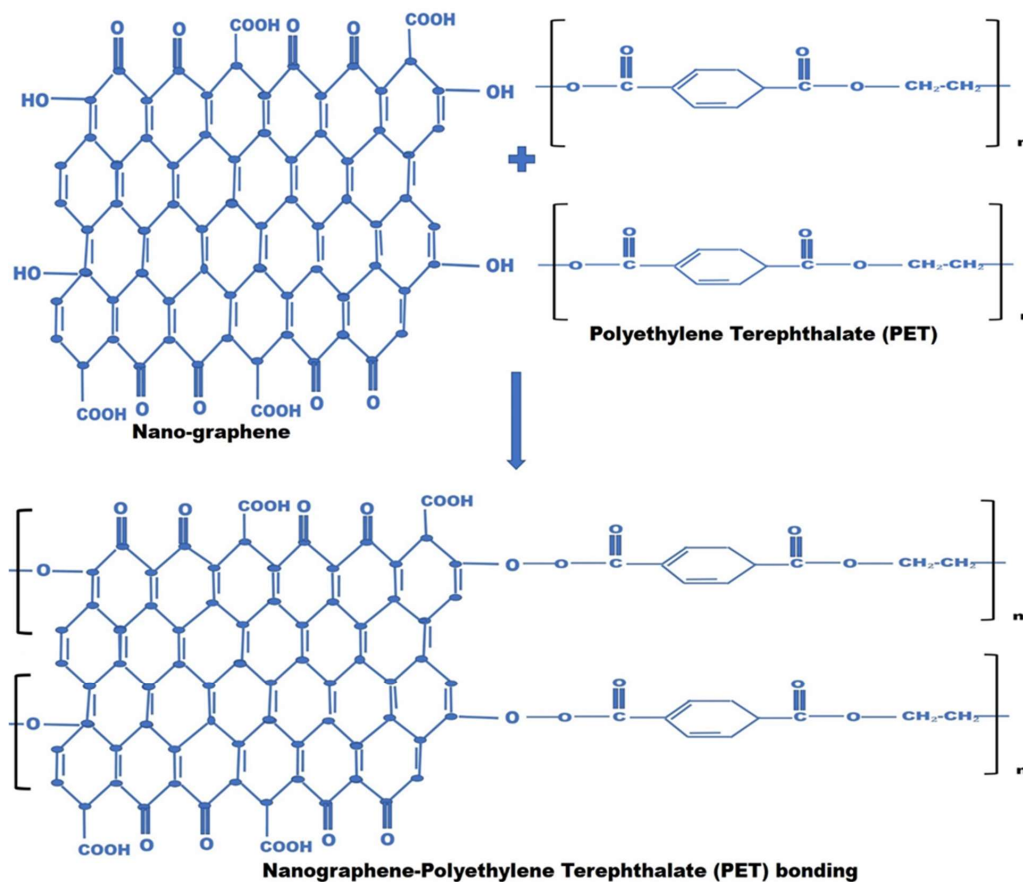 O O COOH O O COOH
HO OH
O O
O C C O CH₂-CH₂
n
HO OH
O O
O C C O CH₂-CH₂
n
Polyethylene Terephthalate (PET)
COOH O O COOH O O
Nano-graphene
O O COOH O O COOH
O O
O O O C C O CH₂-CH₂
n
O O
O O O C C O CH₂-CH₂
n
COOH O O COOH O O
Nanographene-Polyethylene Terephthalate (PET) bonding